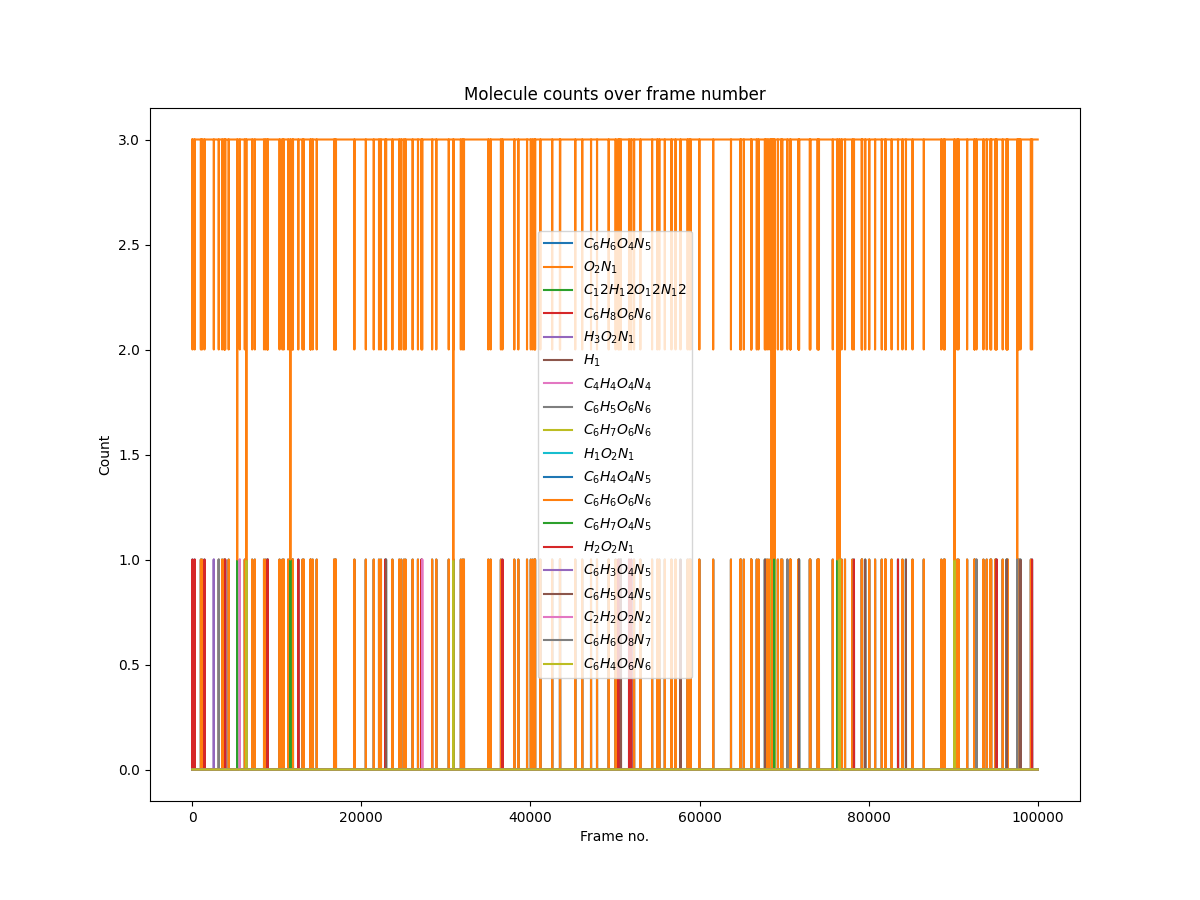 Molecule counts over frame number
3.0
2.5
2.0
1.5
1.0
0.5
0.0
Count
C₆H₆O₄N₅
O₂N₁
C₁2H₁2O₁2N₁2
C₆H₈O₆N₆
H₃O₂N₁
H₁
C₄H₄O₄N₄
C₆H₅O₆N₆
C₆H₇O₆N₆
H₁O₂N₁
C₆H₄O₄N₅
C₆H₆O₆N₆
C₆H₇O₄N₅
H₂O₂N₁
C₆H₃O₄N₅
C₆H₅O₄N₅
C₂H₂O₂N₂
C₆H₆O₈N₇
C₆H₄O₆N₆
0 20000 40000 60000 80000 100000
Frame no.